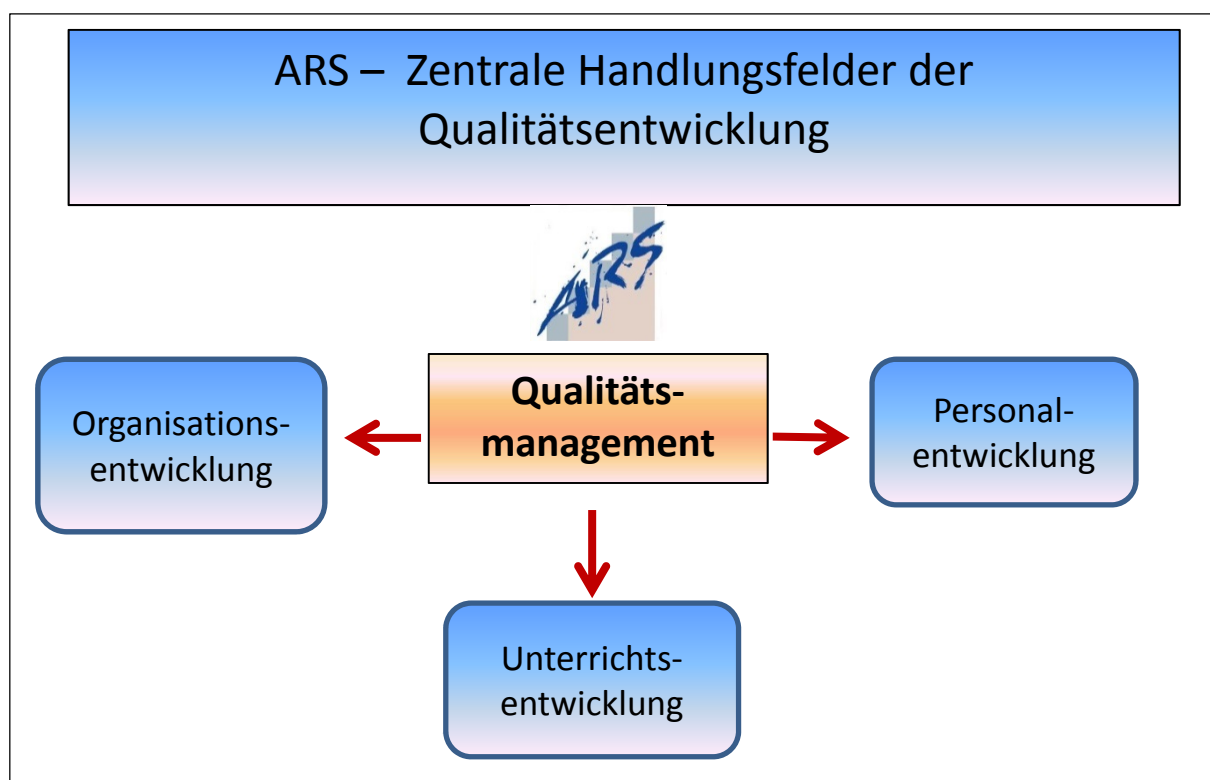 ARS – Zentrale Handlungsfelder der
Qualitätsentwicklung
ARS
Qualitäts-
management
Organisations-
entwicklung
Personal-
entwicklung
Unterrichts-
entwicklung